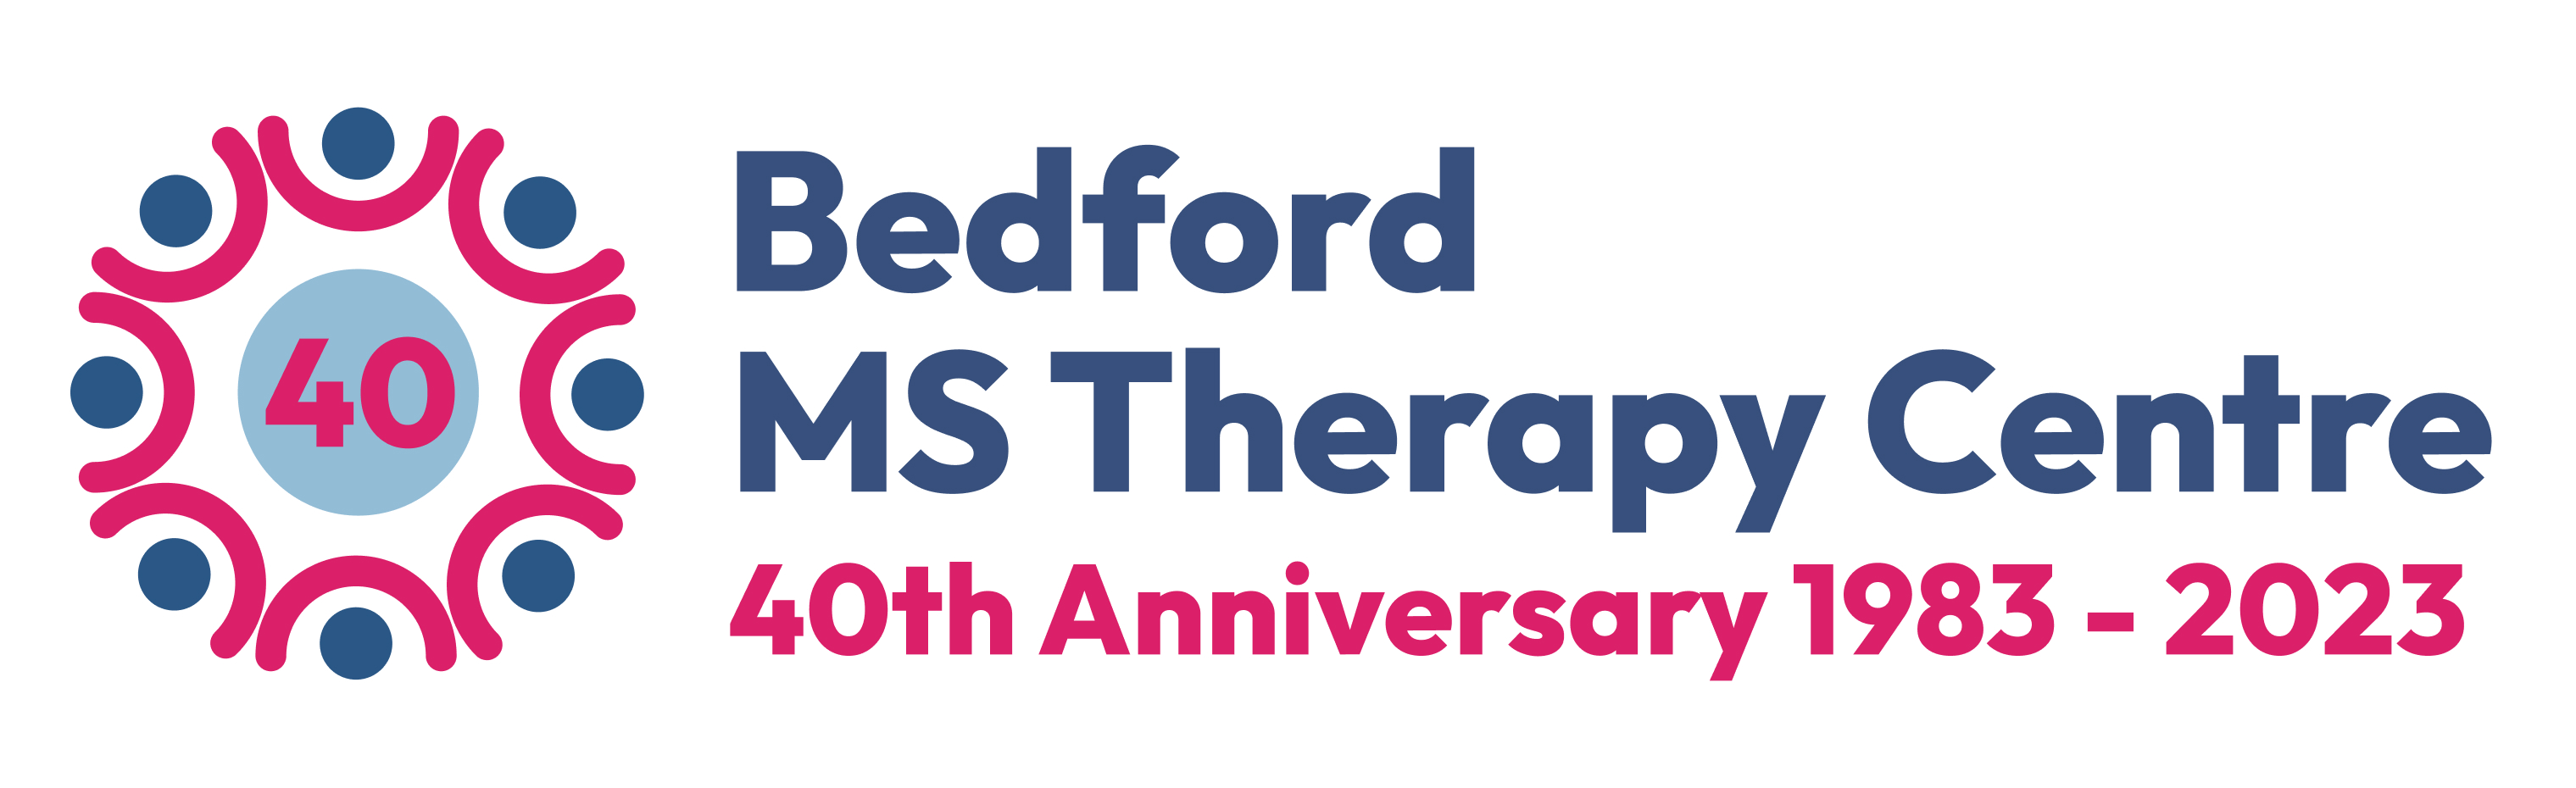 40
Bedford
MS Therapy Centre
40th Anniversary 1983 - 2023